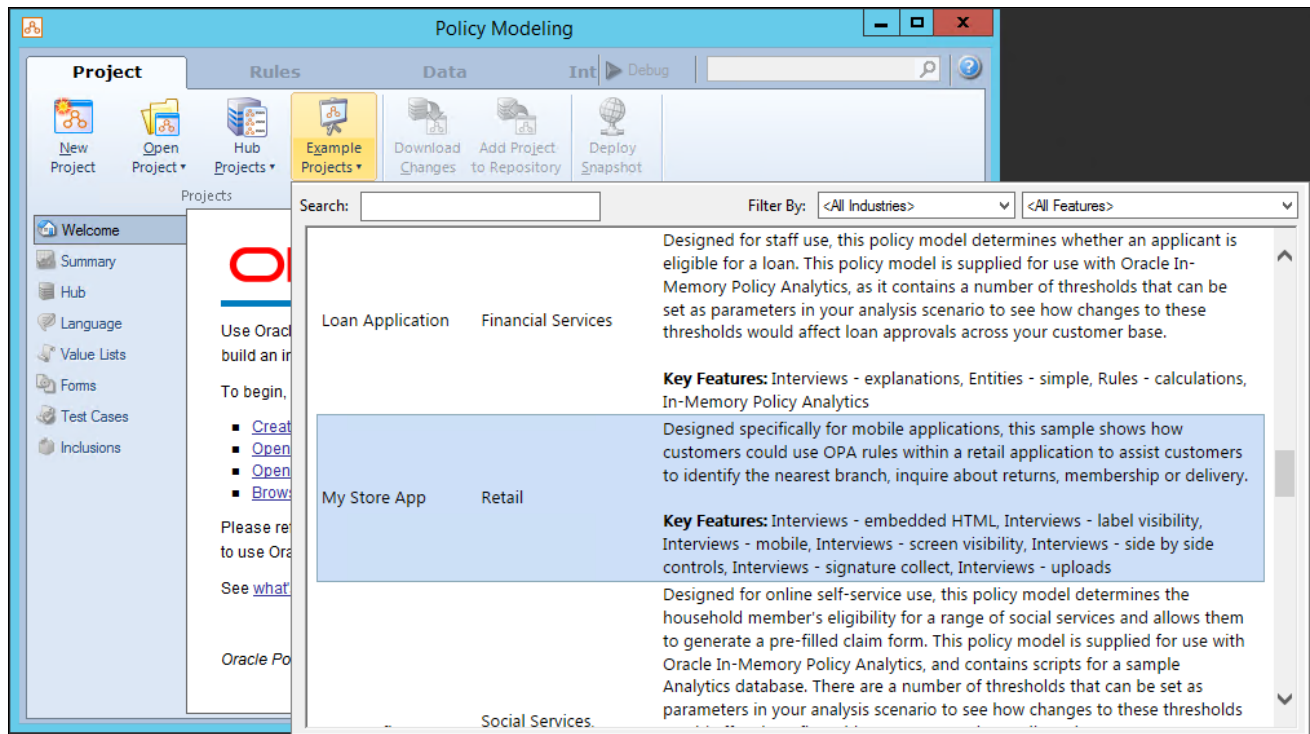 Policy Modeling
Project
Rules
Data
Int
Debug
New
Project
Open
Project
Hub
Projects
Example
Projects
Download
Changes
Add Project
to Repository
Deploy
Snapshot
Projects
Search:
Filter By:
<All Industries>
<All Features>
Welcome
Summary
Hub
Language
Value Lists
Forms
Test Cases
Inclusions
Use Oracl
build an in
To begin,
Creat
Open
Open
Brows
Please ref
to use Ora
See what'
Oracle Po
Loan Application
Financial Services
Designed for staff use, this policy model determines whether an applicant is
eligible for a loan. This policy model is supplied for use with Oracle In-
Memory Policy Analytics, as it contains a number of thresholds that can be
set as parameters in your analysis scenario to see how changes to these
thresholds would affect loan approvals across your customer base.
Key Features: Interviews - explanations, Entities - simple, Rules - calculations,
In-Memory Policy Analytics
My Store App
Retail
Designed specifically for mobile applications, this sample shows how
customers could use OPA rules within a retail application to assist customers
to identify the nearest branch, inquire about returns, membership or delivery.
Key Features: Interviews - embedded HTML, Interviews - label visibility,
Interviews - mobile, Interviews - screen visibility, Interviews - side by side
controls, Interviews - signature collect, Interviews - uploads
Social Services,
Designed for online self-service use, this policy model determines the
household member's eligibility for a range of social services and allows them
to generate a pre-filled claim form. This policy model is supplied for use with
Oracle In-Memory Policy Analytics, and contains scripts for a sample
Analytics database. There are a number of thresholds that can be set as
parameters in your analysis scenario to see how changes to these thresholds